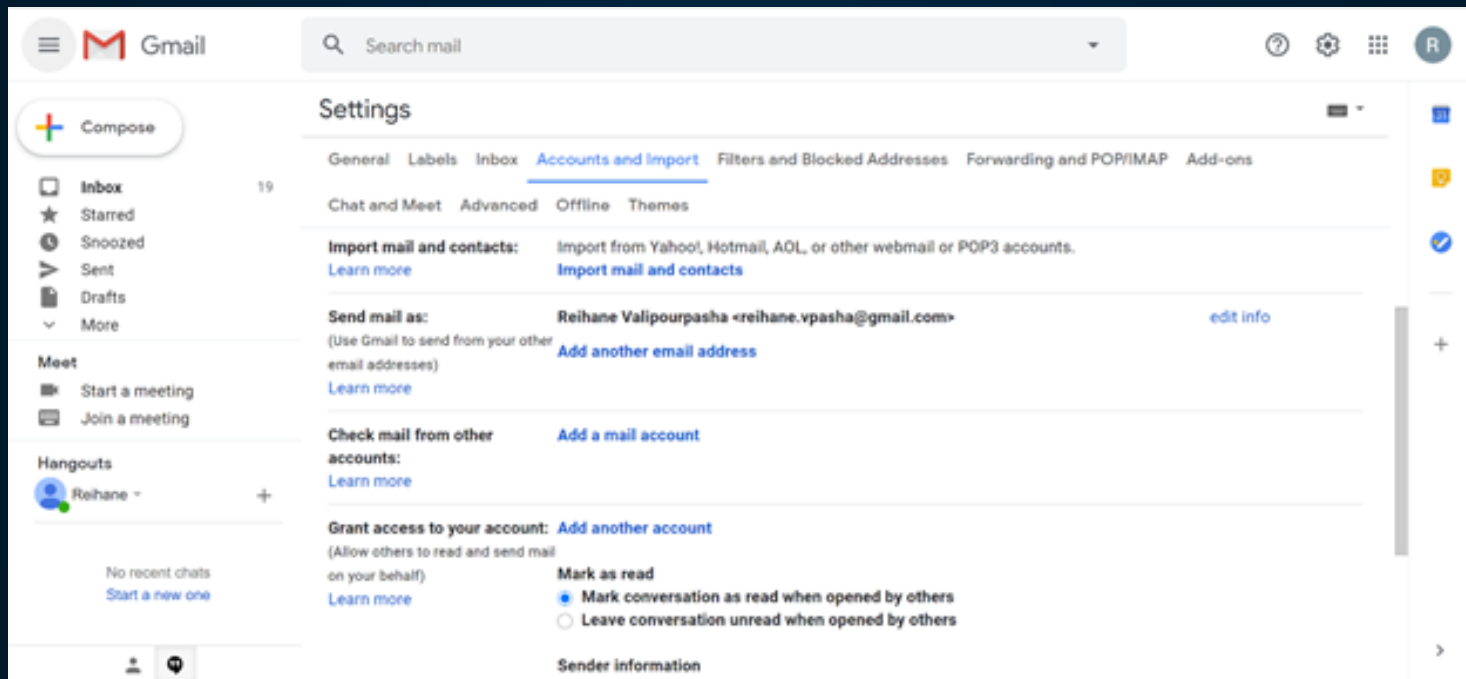 Gmail
Search mail
R
Compose
Inbox 19
Starred
Snoozed
Sent
Drafts
More
Meet
Start a meeting
Join a meeting
Hangouts
Reihane
No recent chats
Start a new one
Settings
General Labels Inbox Accounts and Import Filters and Blocked Addresses Forwarding and POP/IMAP Add-ons
Chat and Meet Advanced Offline Themes
Import mail and contacts: Import from Yahoo!, Hotmail, AOL, or other webmail or POP3 accounts.
Learn more Import mail and contacts
Send mail as: Reihane Valipourpasha <reihane.vpasha@gmail.com> edit info
(Use Gmail to send from your other
email addresses) Add another email address
Learn more
Check mail from other Add a mail account
accounts:
Learn more
Grant access to your account: Add another account
(Allow others to read and send mail
on your behalf) Mark as read
Learn more Mark conversation as read when opened by others
Leave conversation unread when opened by others
Sender information
31